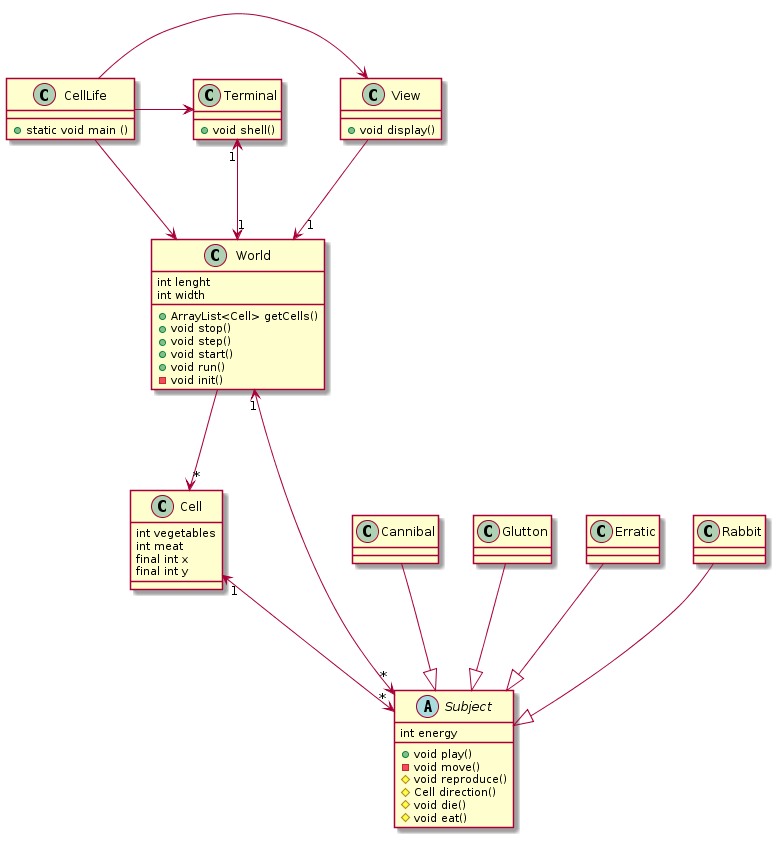 C CellLife
static void main ()
C Terminal
void shell()
C View
void display()
1
1
1
C World
int lenght
int width
ArrayList<Cell> getCells()
void stop()
void step()
void start()
void run()
void init()
1
*
C Cell
int vegetables
int meat
final int x
final int y
1
C Cannibal
C Glutton
C Erratic
C Rabbit
*
*
A Subject
int energy
void play()
void move()
void reproduce()
Cell direction()
void die()
void eat()